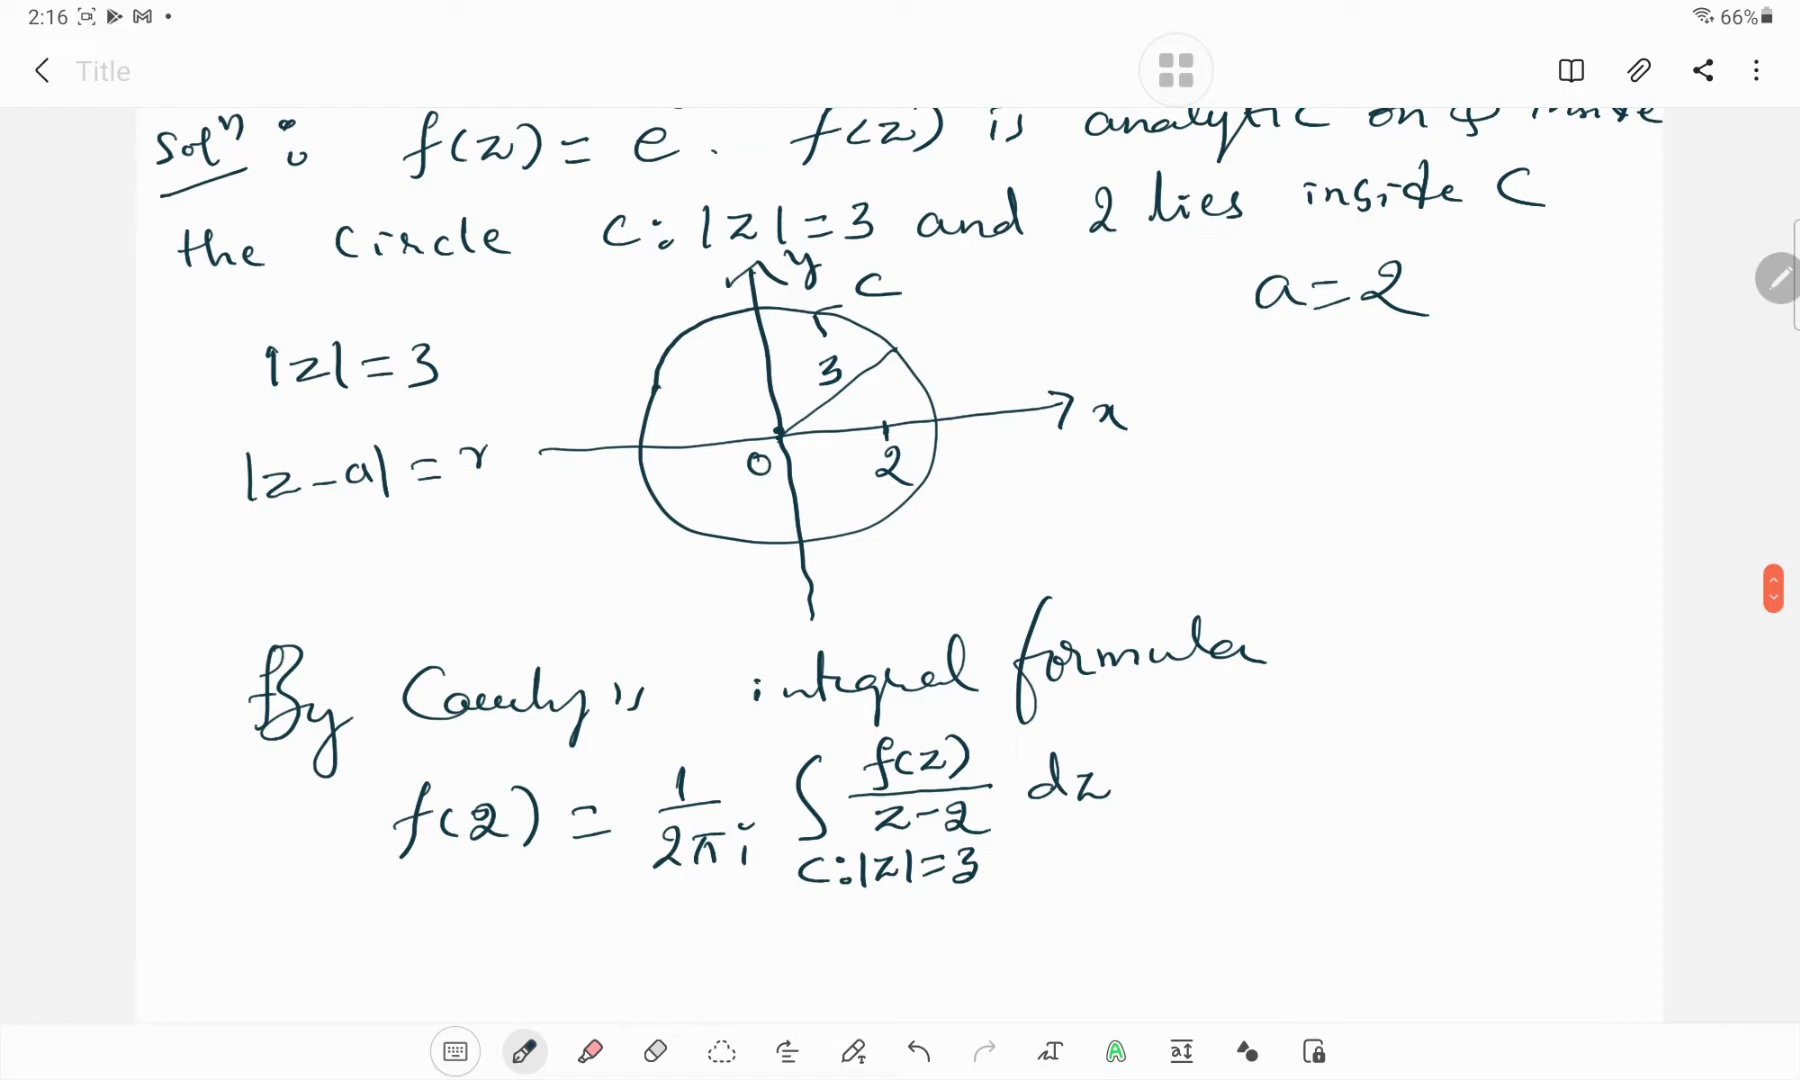 2:16 66%
Title
Solⁿ : f(z) = e . f(z) is analytic on
the circle C: |z| = 3 and 2 lies inside C
y C a = 2
|z| = 3 3
x
|z - a| = r 0 2
By Cauchy's integral formula
f(2) = 1/2πi ∫_{C: |z| = 3} f(z)/z-2 dz